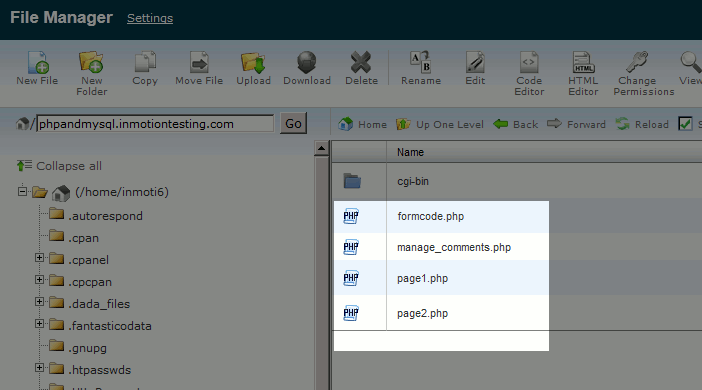 File Manager Settings
New File New Folder Copy Move File Upload Download Delete Rename Edit Code Editor HTML Editor Change Permissions View
/ phpandmysql.inmotiontesting.com Go Home Up One Level Back Forward Reload S
Collapse all
Name
(/home/inmoti6)
cgi-bin
.autorespond
PHP formcode.php
.cpan
PHP manage_comments.php
.cpanel
PHP page1.php
.cpcpan
.dada_files
PHP page2.php
.fantasticodata
.gnupg
.htpasswds